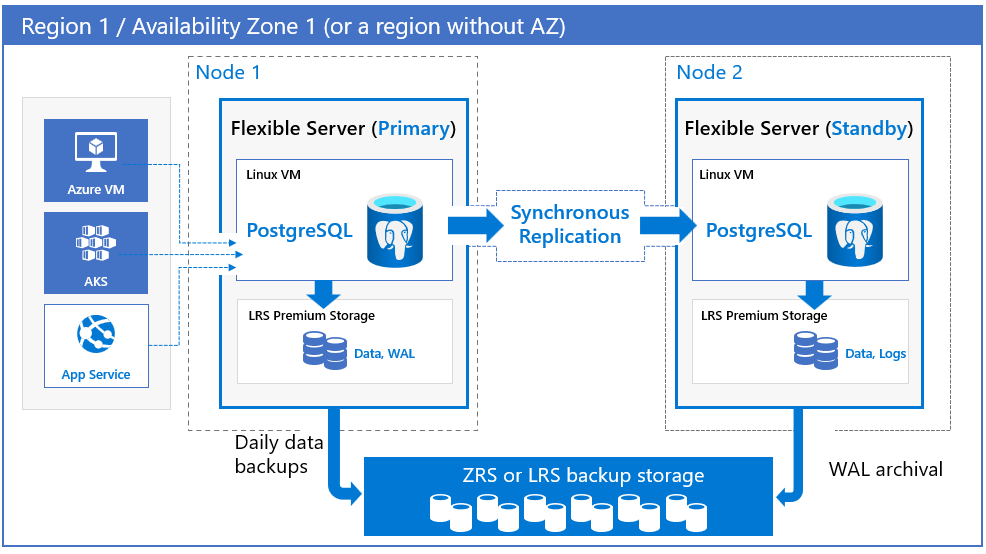 Region 1 / Availability Zone 1 (or a region without AZ)
Node 1
Node 2
Azure VM
AKS
App Service
Flexible Server (Primary)
Linux VM
PostgreSQL
LRS Premium Storage
Data, WAL
Synchronous
Replication
Flexible Server (Standby)
Linux VM
PostgreSQL
LRS Premium Storage
Data, Logs
Daily data
backups
ZRS or LRS backup storage
WAL archival